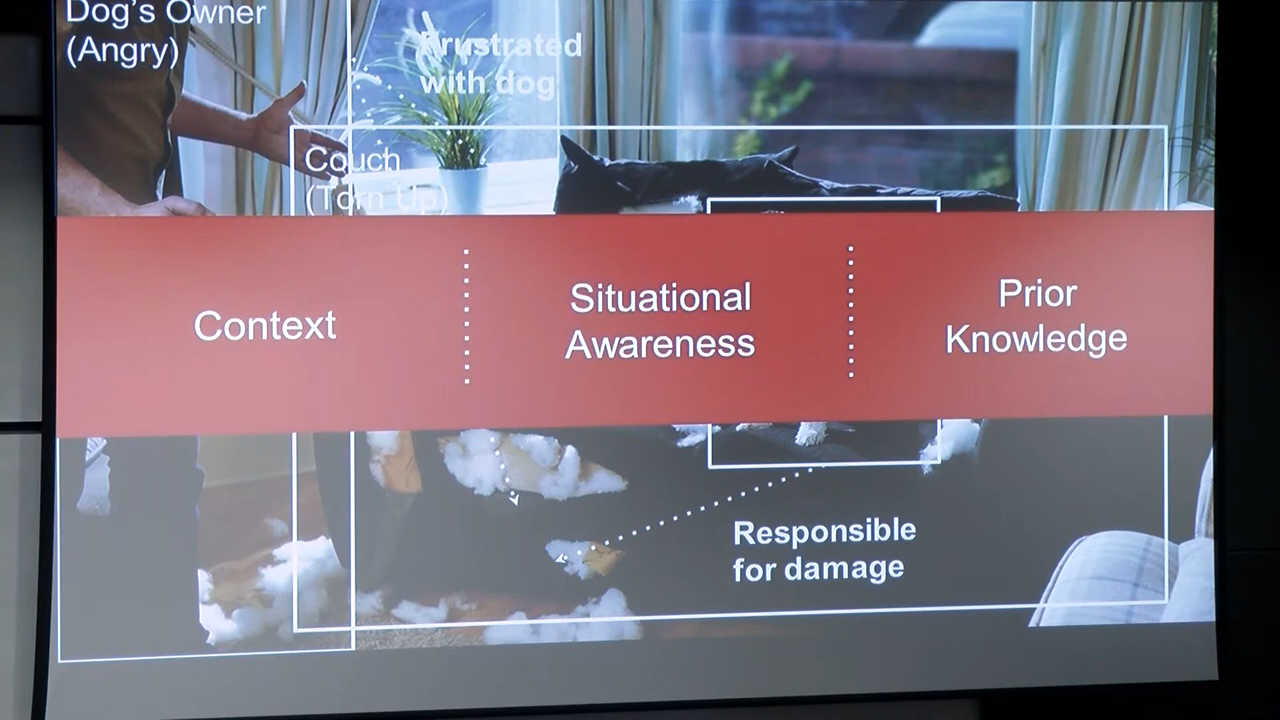 Dog's Owner
(Angry)
Frustrated
with dog
Couch
(Torn Up)
Context
Situational
Awareness
Prior
Knowledge
Responsible
for damage